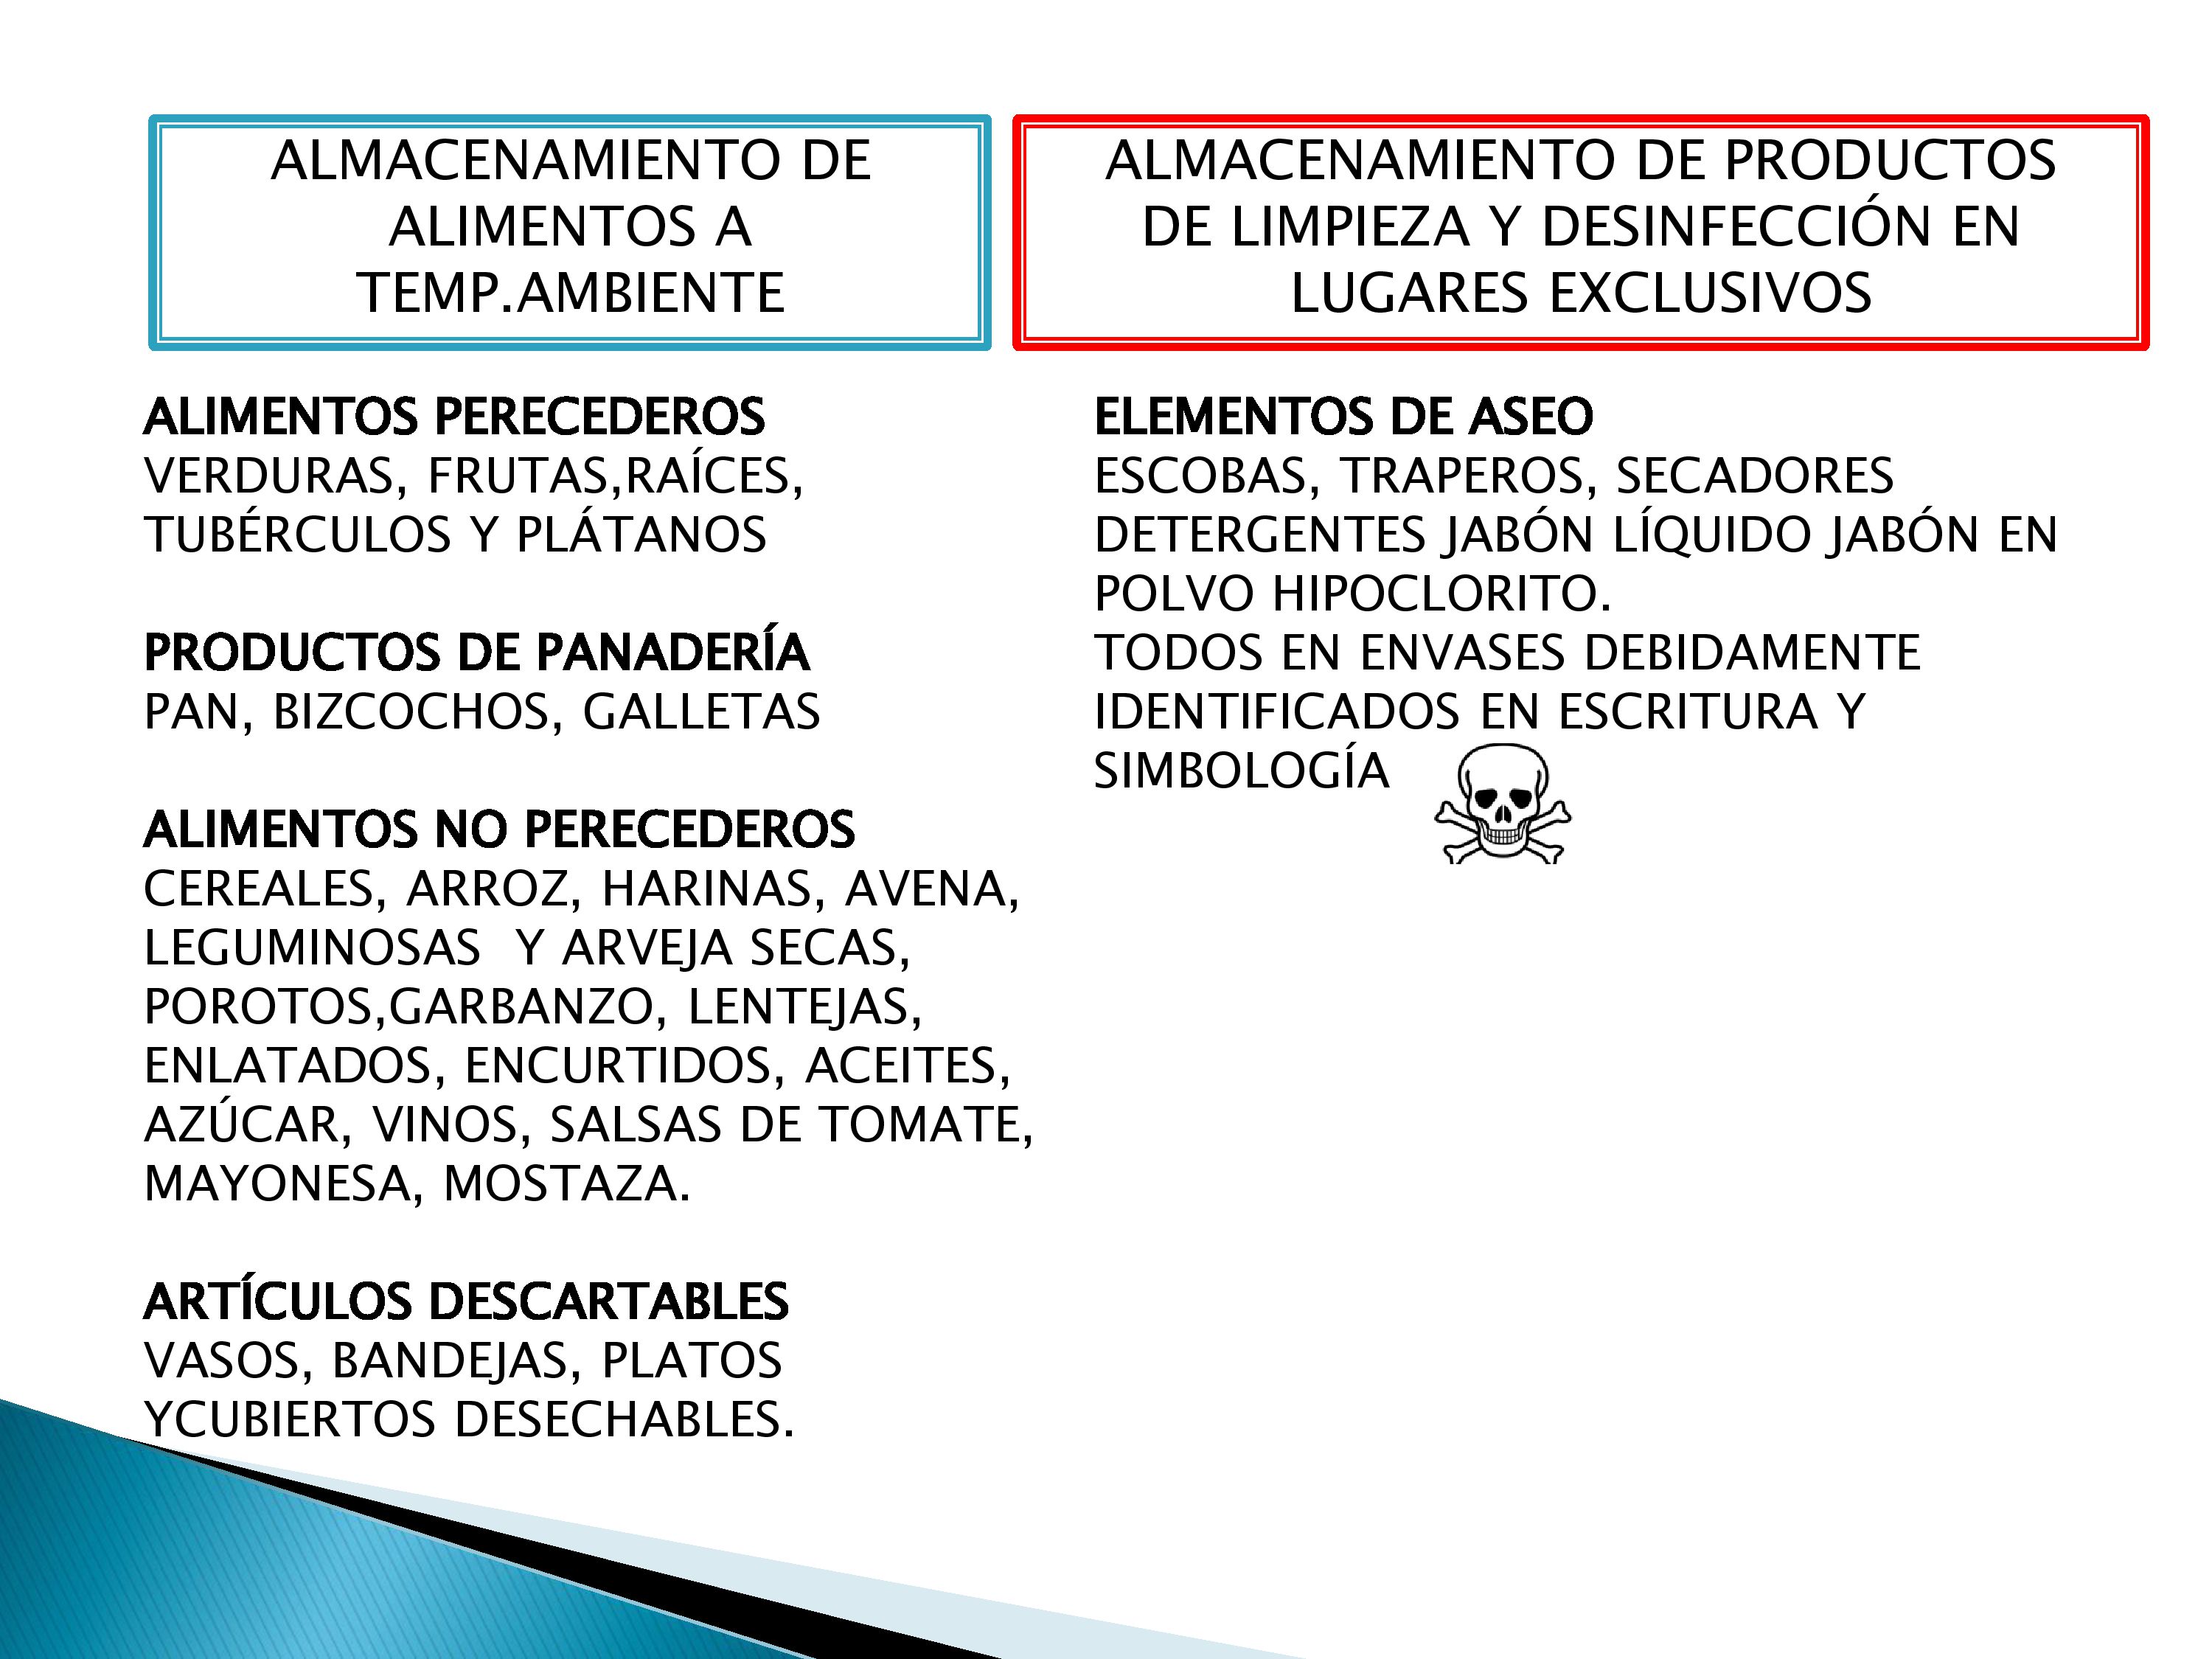 ALMACENAMIENTO DE
ALIMENTOS A
TEMP.AMBIENTE
ALIMENTOS PERECEDEROS
VERDURAS, FRUTAS,RAÍCES,
TUBÉRCULOS Y PLÁTANOS
PRODUCTOS DE PANADERÍA
PAN, BIZCOCHOS, GALLETAS
ALIMENTOS NO PERECEDEROS
CEREALES, ARROZ, HARINAS, AVENA,
LEGUMINOSAS  Y ARVEJA SECAS,
POROTOS,GARBANZO, LENTEJAS,
ENLATADOS, ENCURTIDOS, ACEITES,
AZÚCAR, VINOS, SALSAS DE TOMATE,
MAYONESA, MOSTAZA.
ARTÍCULOS DESCARTABLES
VASOS, BANDEJAS, PLATOS
YCUBIERTOS DESECHABLES.
ALMACENAMIENTO DE PRODUCTOS
DE LIMPIEZA Y DESINFECCIÓN EN
LUGARES EXCLUSIVOS
ELEMENTOS DE ASEO
ESCOBAS, TRAPEROS, SECADORES
DETERGENTES JABÓN LÍQUIDO JABÓN EN
POLVO HIPOCLORITO.
TODOS EN ENVASES DEBIDAMENTE
IDENTIFICADOS EN ESCRITURA Y
SIMBOLOGÍA